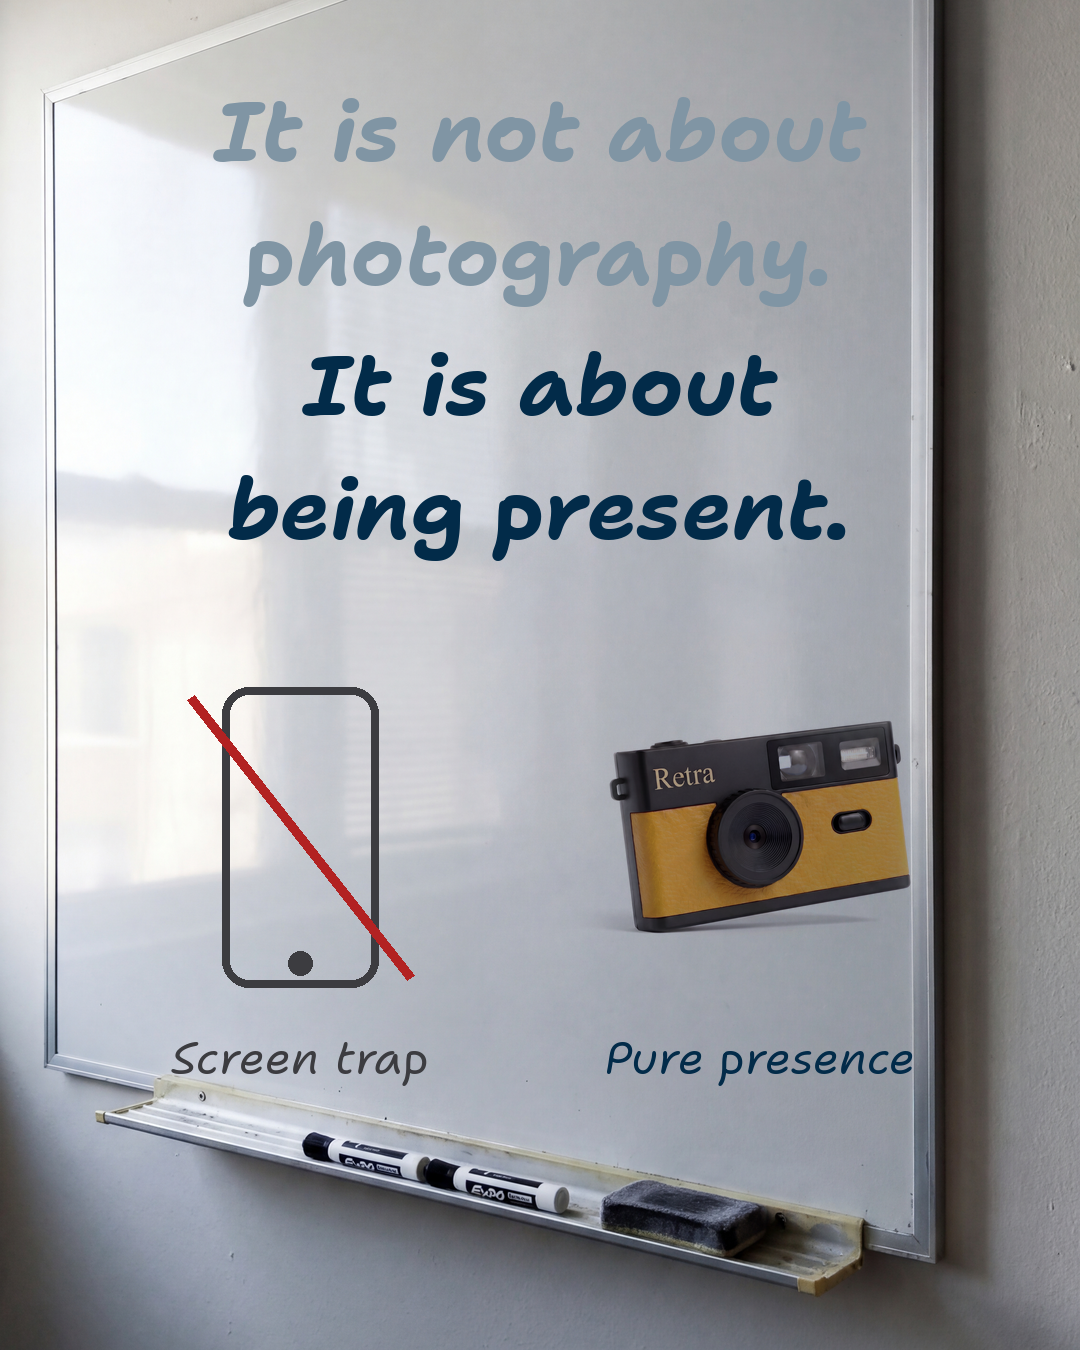 It is not about
photography.
It is about
being present.
Retra
Screen trap
Pure presence
EXPO
EXPO